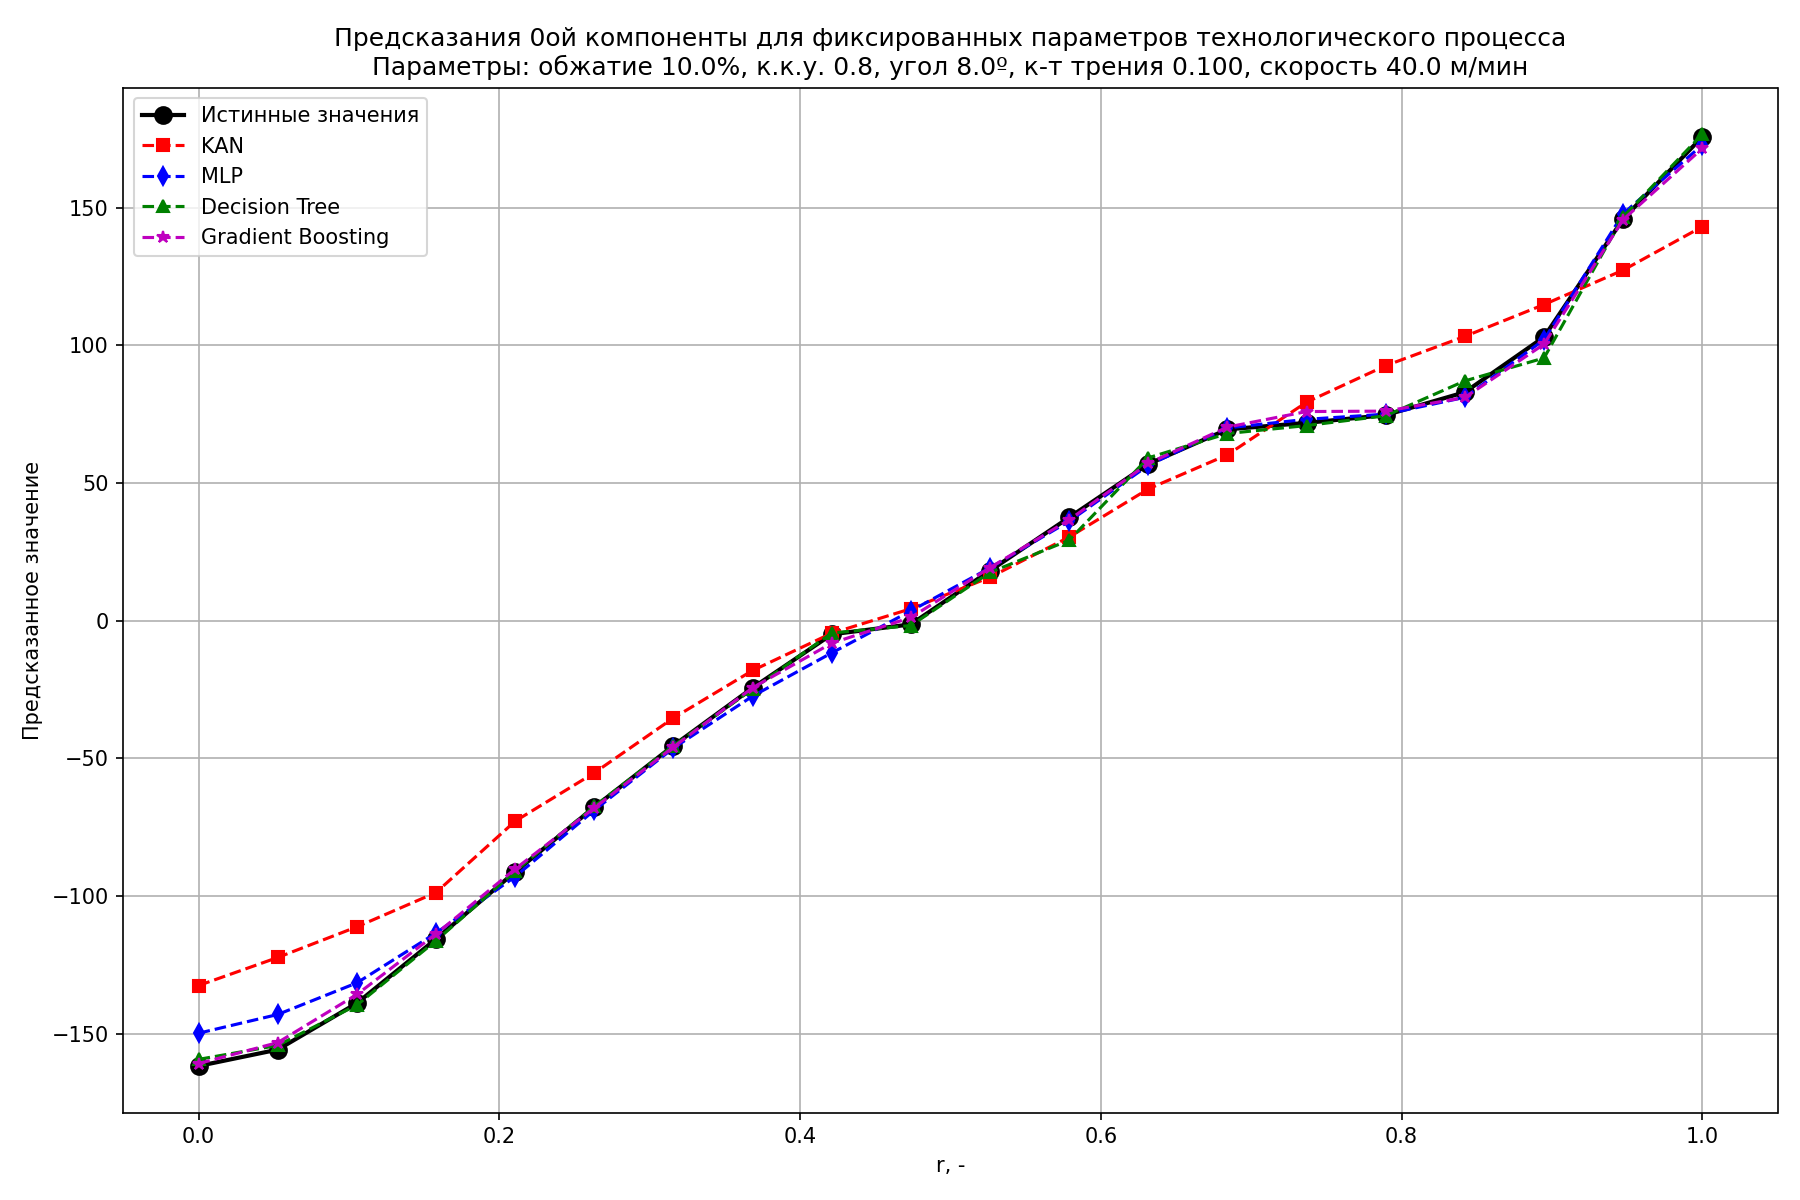 Предсказания 0ой компоненты для фиксированных параметров технологического процесса
Параметры: обжатие 10.0%, к.к.у. 0.8, угол 8.0º, к-т трения 0.100, скорость 40.0 м/мин
Истинные значения
KAN
MLP
Decision Tree
Gradient Boosting
Предсказанное значение
150
100
50
0
−50
−100
−150
0.0 0.2 0.4 0.6 0.8 1.0
r, -